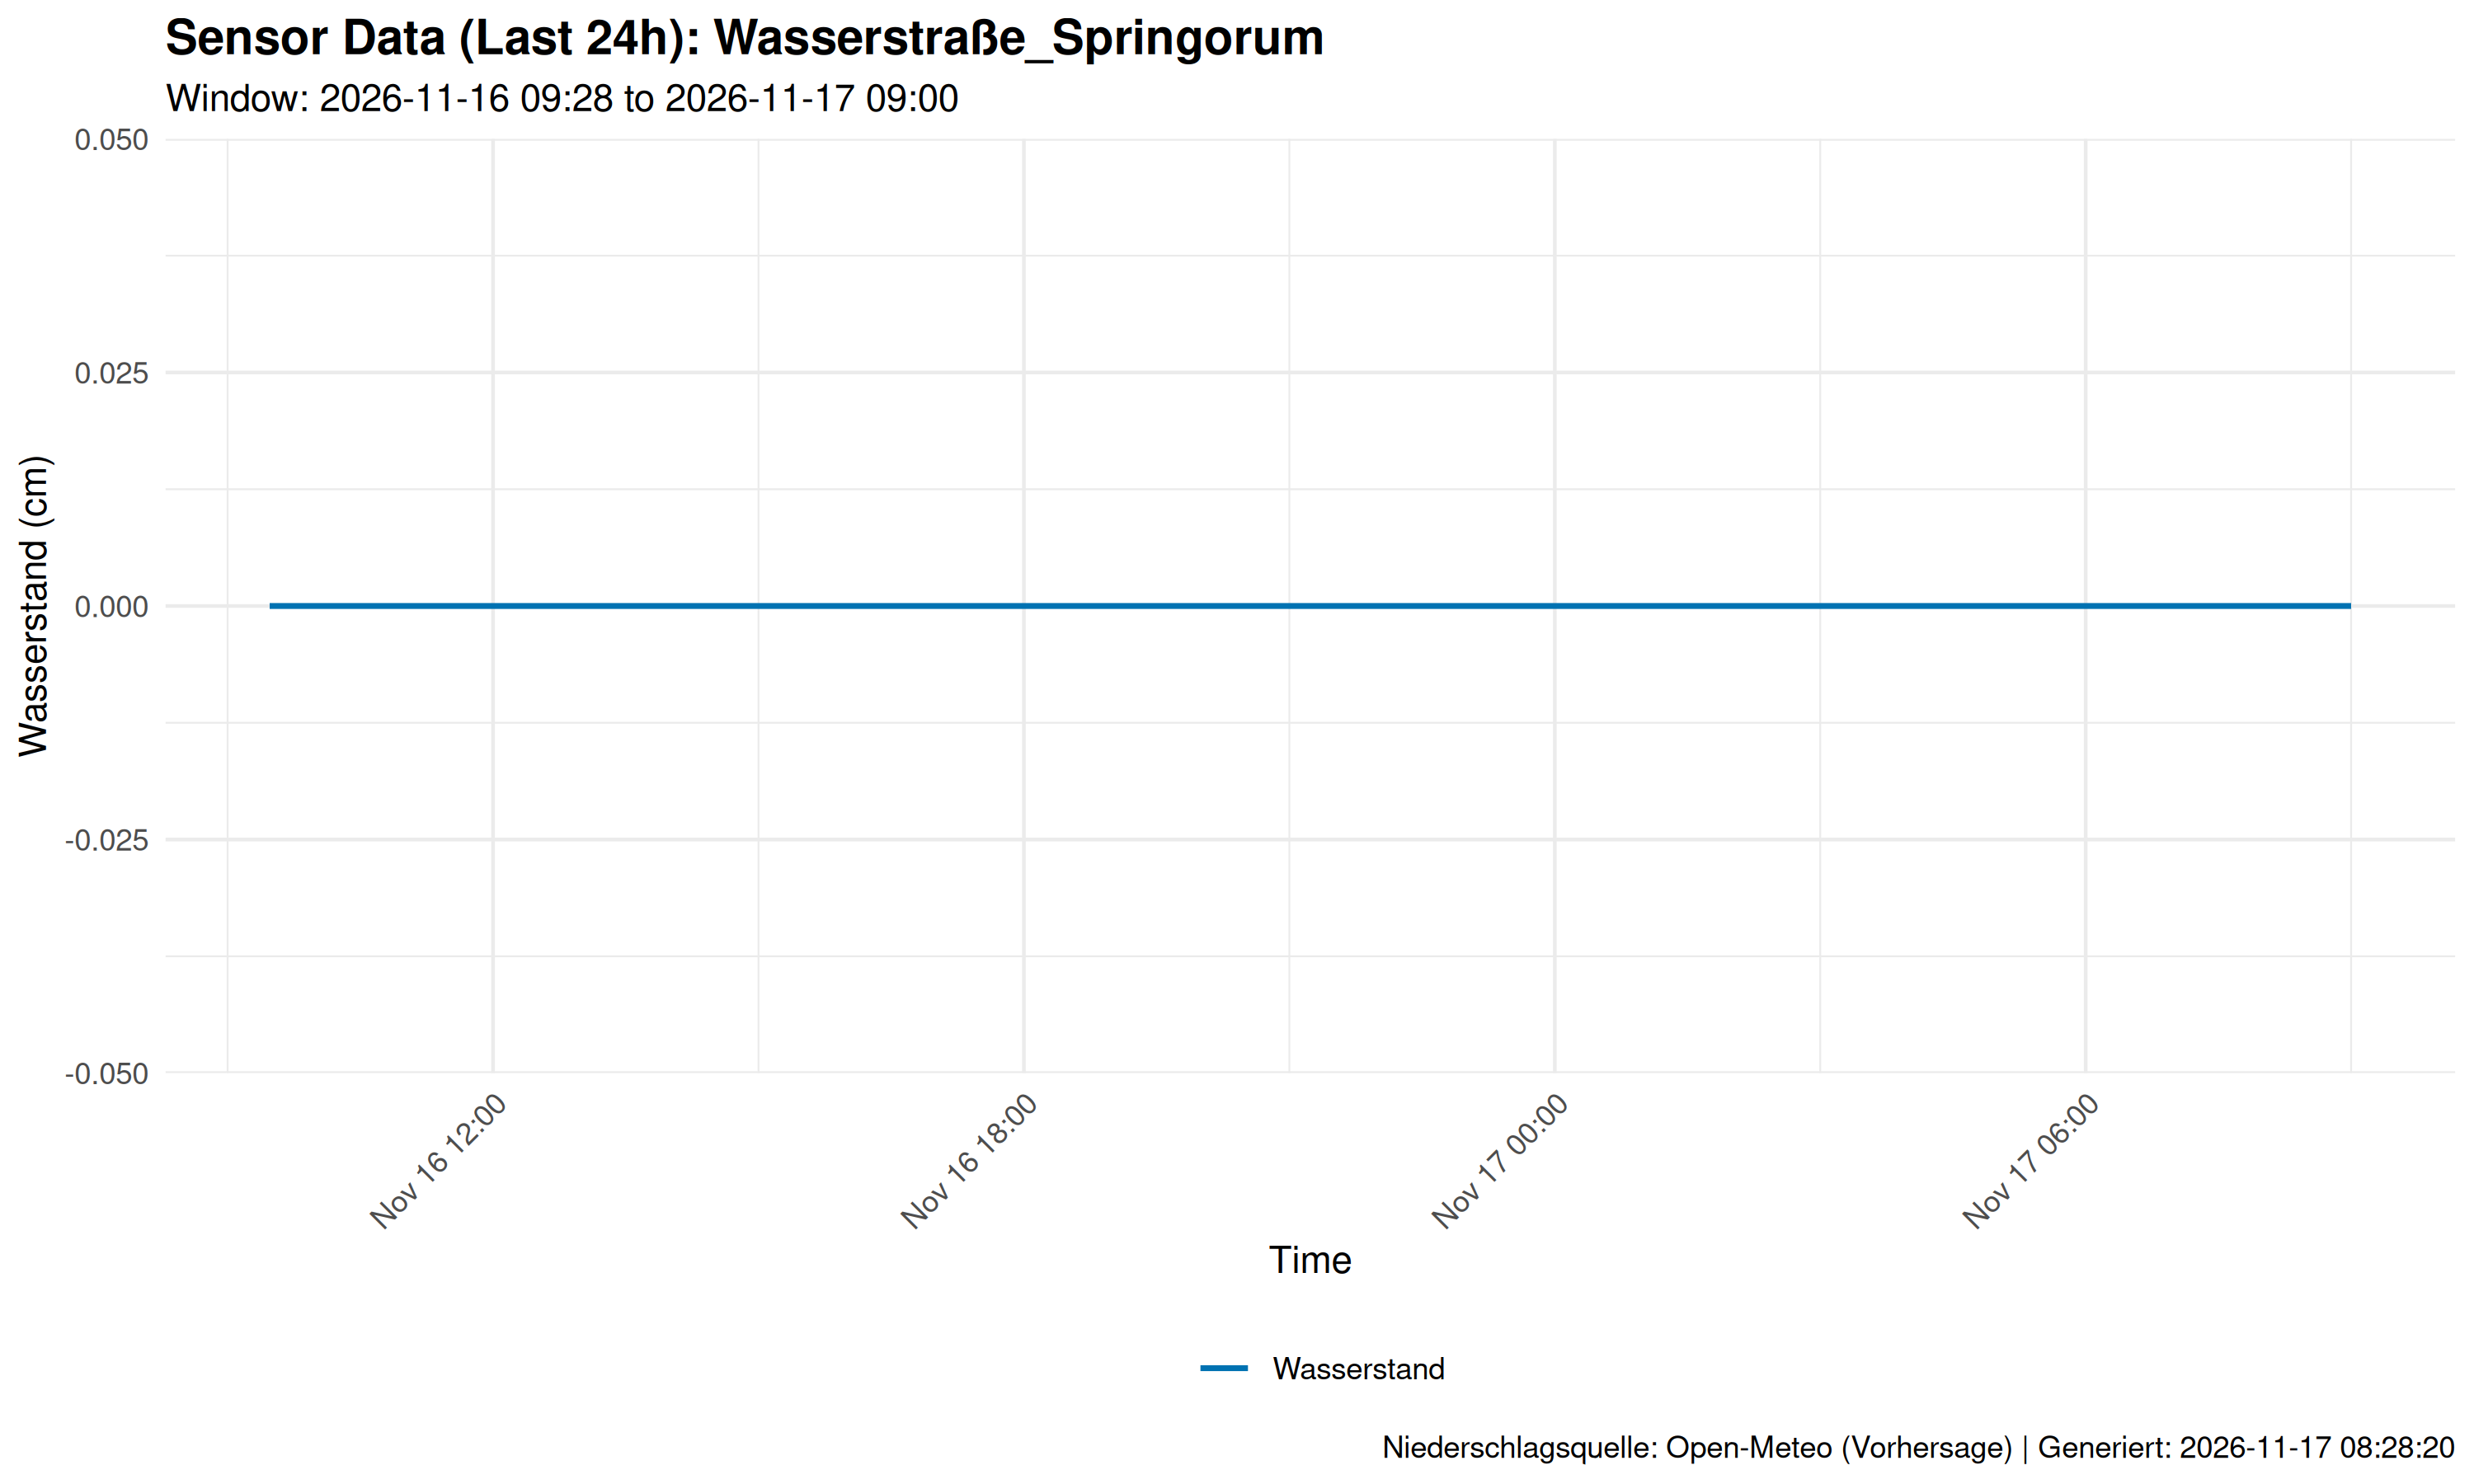 Sensor Data (Last 24h): Wasserstraße_Springorum
Window: 2026-11-16 09:28 to 2026-11-17 09:00
Wasserstand (cm)
0.050
0.025
0.000
-0.025
-0.050
Nov 16 12:00
Nov 16 18:00
Nov 17 00:00
Nov 17 06:00
Time
Wasserstand
Niederschlagsquelle: Open-Meteo (Vorhersage) | Generiert: 2026-11-17 08:28:20